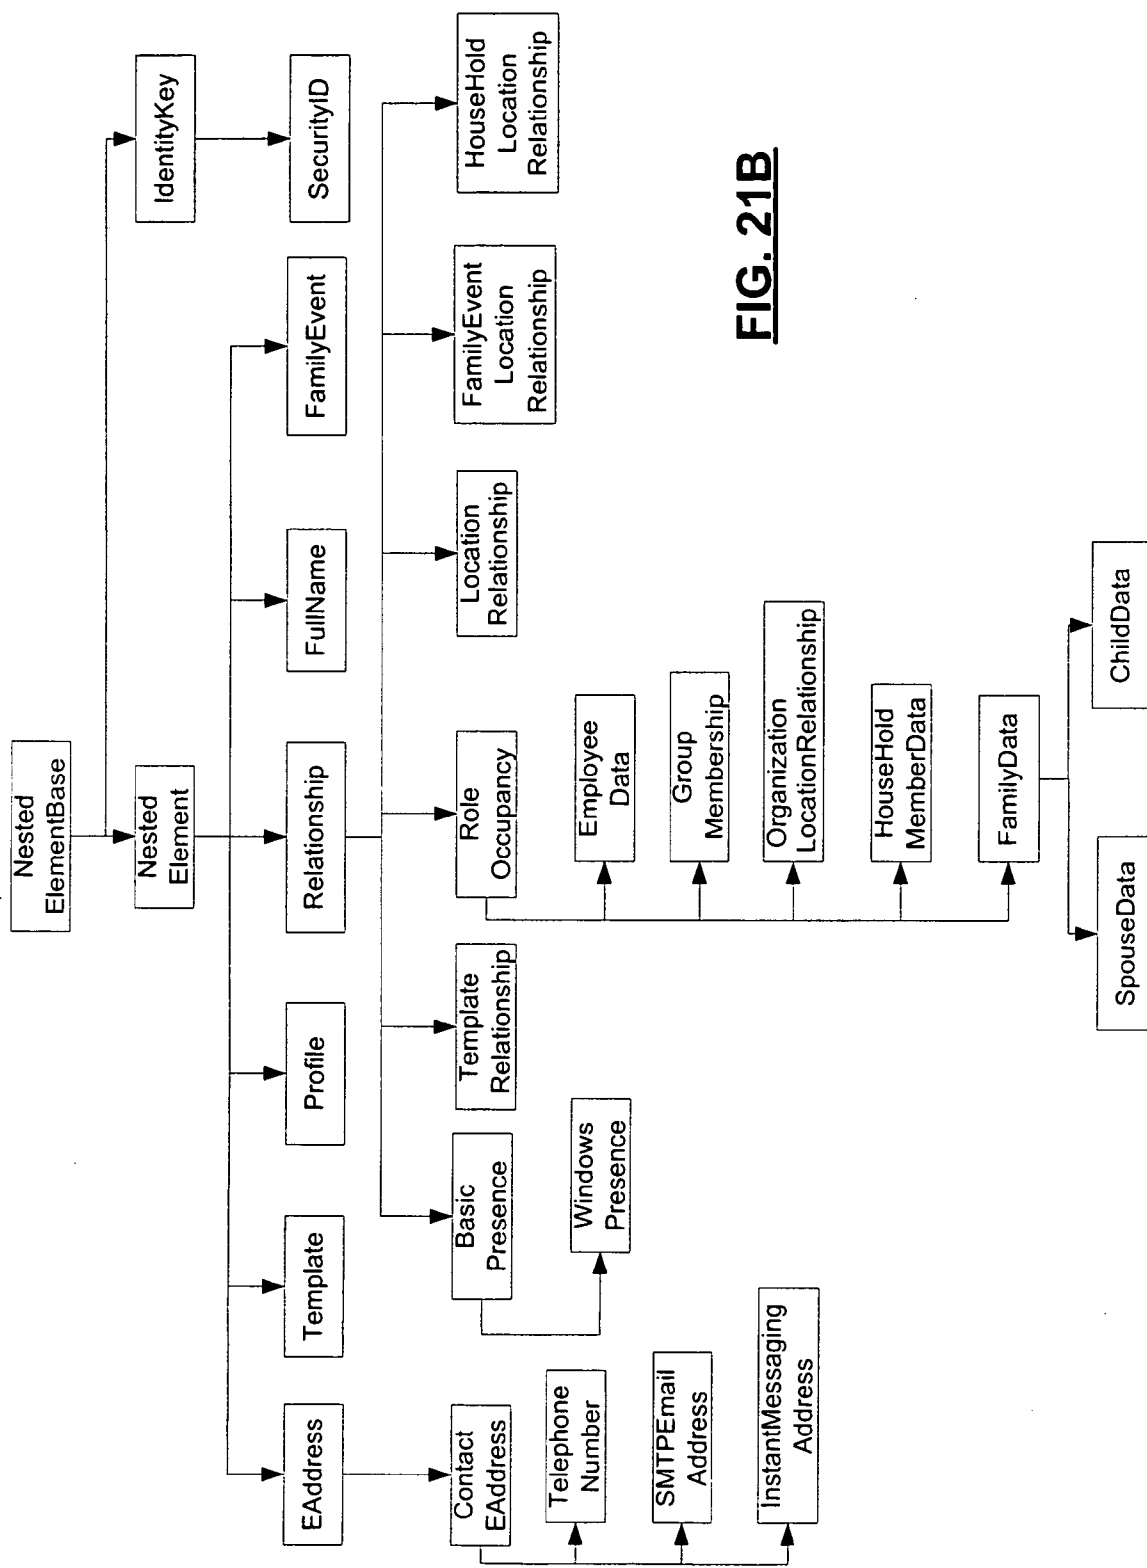 Nested
ElementBase
Nested
Element
IdentityKey
EAddress
Template
Profile
Relationship
FullName
FamilyEvent
SecurityID
Contact
EAddress
Basic
Presence
Template
Relationship
Role
Occupancy
Location
Relationship
FamilyEvent
Location
Relationship
HouseHold
Location
Relationship
Telephone
Number
SMTPEmail
Address
InstantMessaging
Address
Windows
Presence
Employee
Data
Group
Membership
Organization
LocationRelationship
HouseHold
MemberData
FamilyData
SpouseData
ChildData
FIG. 21B